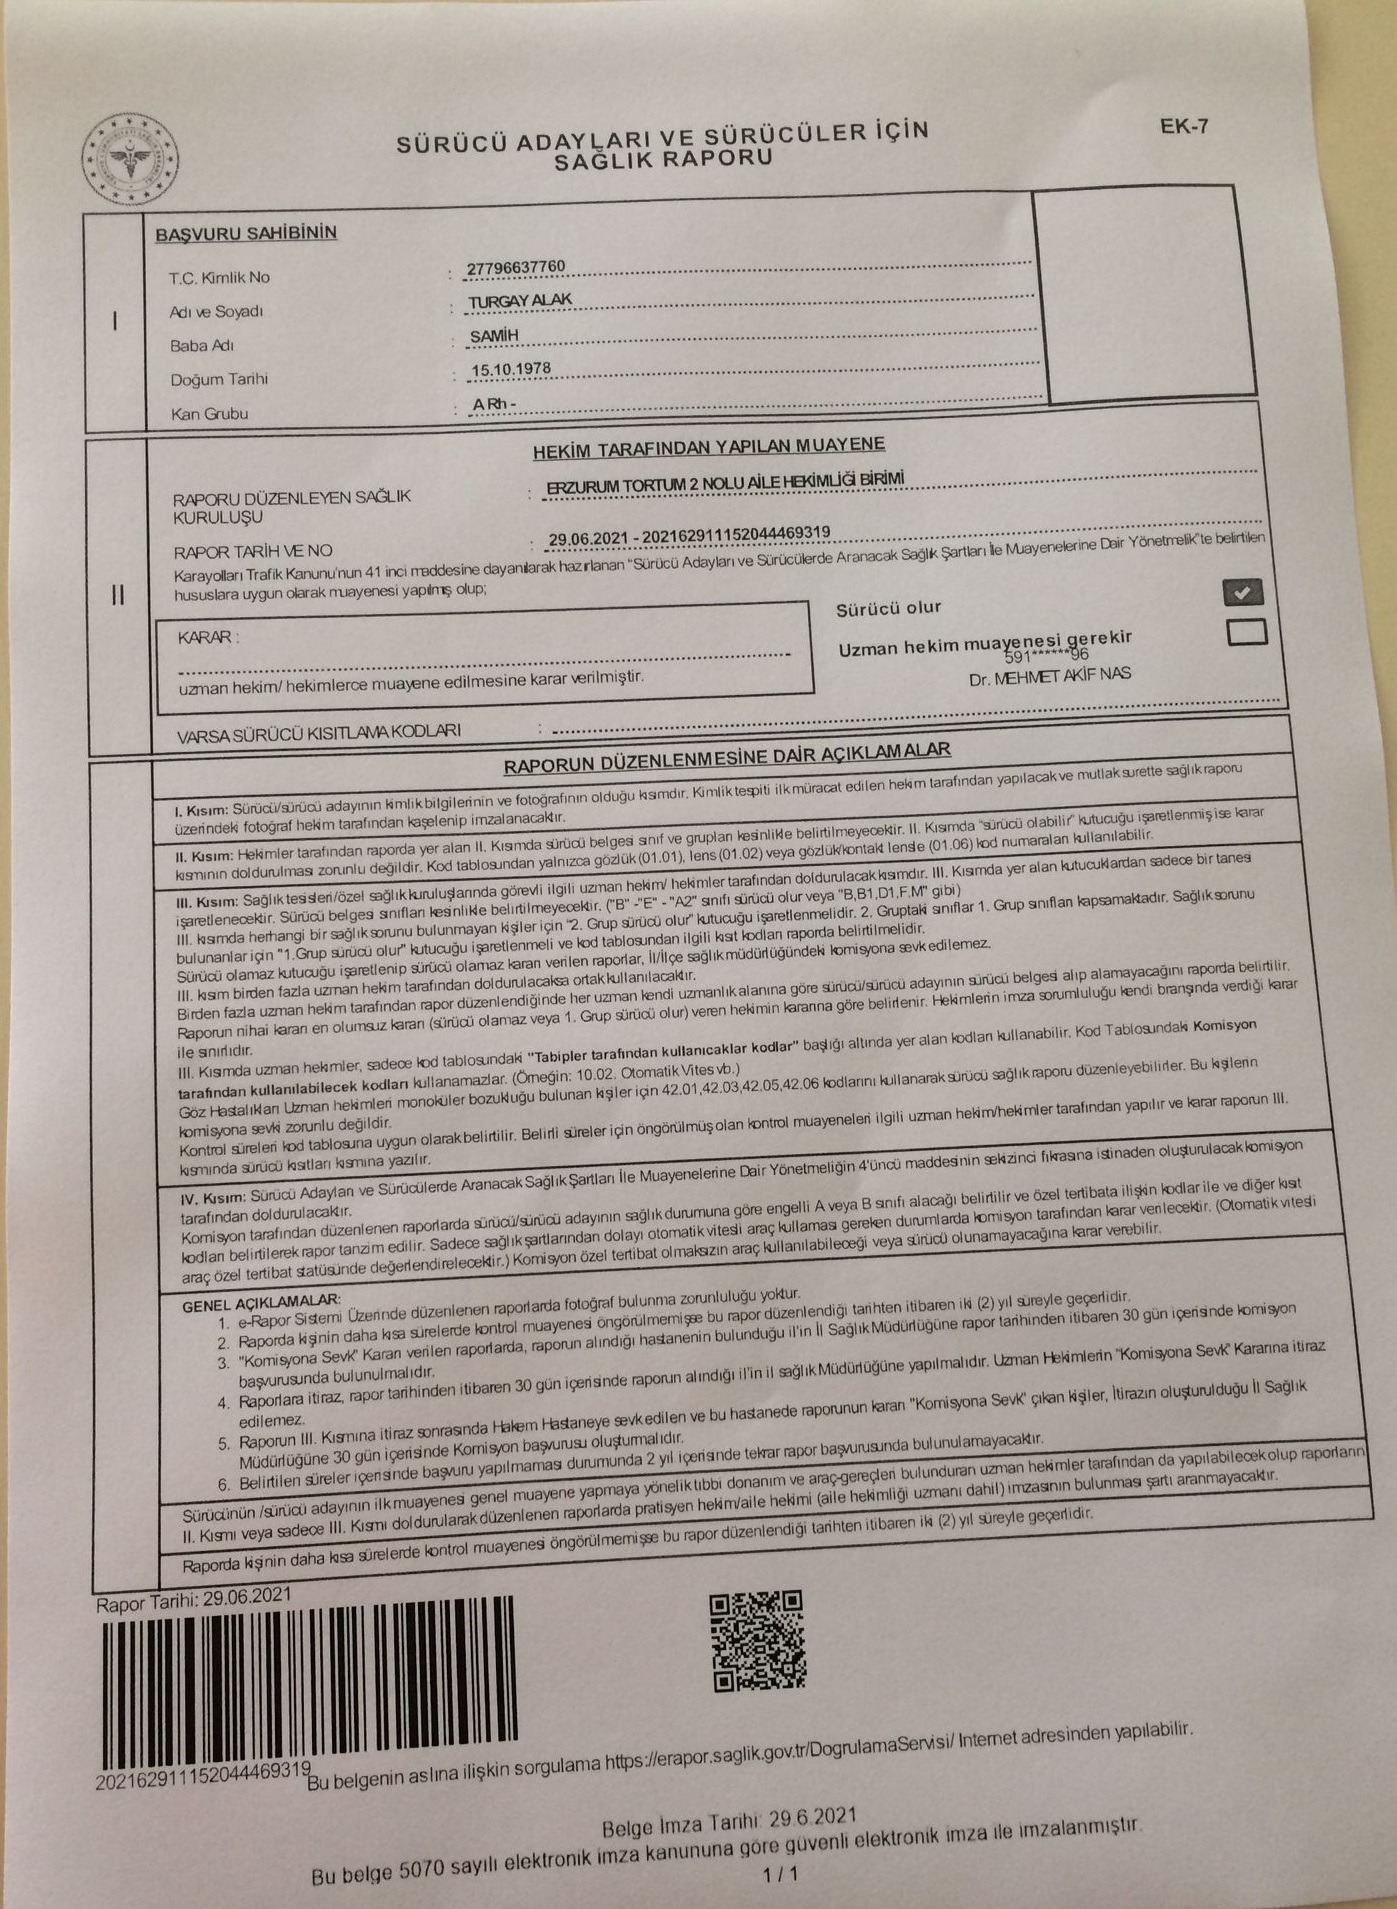 SÜRÜCÜ ADAYLARI VE SÜRÜCÜLER İÇİN
SAĞLIK RAPORU
EK-7
I
BAŞVURU SAHİBİNİN
T.C. Kimlik No : 27796637760
Adı ve Soyadı : TURGAY ALAK
Baba Adı : SAMİH
Doğum Tarihi : 15.10.1978
Kan Grubu : A Rh -
II
HEKİM TARAFINDAN YAPILAN MUAYENE
RAPORU DÜZENLEYEN SAĞLIK : ERZURUM TORTUM 2 NOLU AİLE HEKİMLİĞİ BİRİMİ
KURULUŞU
RAPOR TARİH VE NO : 29.06.2021 - 202162911152044469319
Karayolları Trafik Kanunu'nun 41 inci maddesine dayanılarak hazırlanan "Sürücü Adayları ve Sürücülerde Aranacak Sağlık Şartları İle Muayenelerine Dair Yönetmelik"te belirtilen
hususlara uygun olarak muayenesi yapılmış olup;
KARAR :
uzman hekim/ hekimlerce muayene edilmesine karar verilmiştir.
Sürücü olur
Uzman hekim muayenesi gerekir
591******96
Dr. MEHMET AKİF NAS
VARSA SÜRÜCÜ KISITLAMA KODLARI :
RAPORUN DÜZENLENMESİNE DAİR AÇIKLAMALAR
I. Kısım: Sürücü/sürücü adayının kimlik bilgilerinin ve fotoğrafının olduğu kısımdır. Kimlik tespiti ilk müracat edilen hekim tarafından yapılacak ve mutlak surette sağlık raporu
üzerindeki fotoğraf hekim tarafından kaşelenip imzalanacaktır.
II. Kısım: Hekimler tarafından raporda yer alan II. Kısımda sürücü belgesi sınıf ve grupları kesinlikle belirtilmeyecektir. II. Kısımda "sürücü olabilir" kutucuğu işaretlenmiş ise karar
kısmının doldurulması zorunlu değildir. Kod tablosundan yalnızca gözlük (01.01), lens (01.02) veya gözlük/kontakt lensle (01.06) kod numaraları kullanılabilir.
III. Kısım: Sağlık tesisleri/özel sağlık kuruluşlarında görevli ilgili uzman hekim/ hekimler tarafından doldurulacak kısımdır. III. Kısımda yer alan kutucuklardan sadece bir tanesi
işaretlenecektir. Sürücü belgesi sınıfları kesinlikle belirtilmeyecektir. ("B" -"E" - "A2" sınıfı sürücü olur veya "B,B1,D1,F,M" gibi)
III. kısımda herhangi bir sağlık sorunu bulunmayan kişiler için "2. Grup sürücü olur" kutucuğu işaretlenmelidir. 2. Gruptaki sınıflar 1. Grup sınıfları kapsamaktadır. Sağlık sorunu
bulunanlar için "1.Grup sürücü olur" kutucuğu işaretlenmeli ve kod tablosundan ilgili kısıt kodları raporda belirtilmelidir.
Sürücü olamaz kutucuğu işaretlenip sürücü olamaz kararı verilen raporlar, İl/İlçe sağlık müdürlüğündeki komisyona sevk edilemez.
III. kısım birden fazla uzman hekim tarafından doldurulacaksa ortak kullanılacaktır.
Birden fazla uzman hekim tarafından rapor düzenlendiğinde her uzman kendi uzmanlık alanına göre sürücü/sürücü adayının sürücü belgesi alıp alamayacağını raporda belirtilir.
Raporun nihai kararı en olumsuz kararı (sürücü olamaz veya 1. Grup sürücü olur) veren hekimin kararına göre belirlenir. Hekimlerin imza sorumluluğu kendi branşında verdiği karar
ile sınırlıdır.
III. Kısımda uzman hekimler, sadece kod tablosundaki "Tabipler tarafından kullanıcaklar kodlar" başlığı altında yer alan kodları kullanabilir. Kod Tablosundaki Komisyon
tarafından kullanılabilecek kodları kullanamazlar. (Örneğin: 10.02. Otomatik Vites vb.)
Göz Hastalıkları Uzman hekimleri monoküler bozukluğu bulunan kişiler için 42.01,42.03,42.05,42.06 kodlarını kullanarak sürücü sağlık raporu düzenleyebilirler. Bu kişilerin
komisyona sevki zorunlu değildir.
Kontrol süreleri kod tablosuna uygun olarak belirtilir. Belirli süreler için öngörülmüş olan kontrol muayeneleri ilgili uzman hekim/hekimler tarafından yapılır ve karar raporun III.
kısmında sürücü kısıtları kısmına yazılır.
IV. Kısım: Sürücü Adayları ve Sürücülerde Aranacak Sağlık Şartları İle Muayenelerine Dair Yönetmeliğin 4'üncü maddesinin sekizinci fıkrasına istinaden oluşturulacak komisyon
tarafından doldurulacaktır.
Komisyon tarafından düzenlenen raporlarda sürücü/sürücü adayının sağlık durumuna göre engelli A veya B sınıfı alacağı belirtilir ve özel tertibata ilişkin kodlar ile ve diğer kısıt
kodları belirtilerek rapor tanzim edilir. Sadece sağlık şartlarından dolayı otomatik vitesli araç kullaması gereken durumlarda komisyon tarafından karar verilecektir. (Otomatik vitesli
araç özel tertibat statüsünde değerlendirelecektir.) Komisyon özel tertibat olmaksızın araç kullanılabileceği veya sürücü olunamayacağına karar verebilir.
GENEL AÇIKLAMALAR:
1. e-Rapor Sistemi Üzerinde düzenlenen raporlarda fotoğraf bulunma zorunluluğu yoktur.
2. Raporda kişinin daha kısa sürelerde kontrol muayenesi öngörülmemişse bu rapor düzenlendiği tarihten itibaren iki (2) yıl süreyle geçerlidir.
3. "Komisyona Sevk" Kararı verilen raporlarda, raporun alındığı hastanenin bulunduğu il'in İl Sağlık Müdürlüğüne rapor tarihinden itibaren 30 gün içerisinde komisyon
başvurusunda bulunulmalıdır.
4. Raporlara itiraz, rapor tarihinden itibaren 30 gün içerisinde raporun alındığı il'in il sağlık Müdürlüğüne yapılmalıdır. Uzman Hekimlerin "Komisyona Sevk" Kararına itiraz
edilemez.
5. Raporun III. Kısmına itiraz sonrasında Hakem Hastaneye sevk edilen ve bu hastanede raporunun kararı "Komisyona Sevk" çıkan kişiler, İtirazın oluşturulduğu İl Sağlık
Müdürlüğüne 30 gün içerisinde Komisyon başvurusu oluşturmalıdır.
6. Belirtilen süreler içerisinde başvuru yapılmaması durumunda 2 yıl içerisinde tekrar rapor başvurusunda bulunulamayacaktır.
Sürücünün /sürücü adayının ilk muayenesi genel muayene yapmaya yönelik tıbbi donanım ve araç-gereçleri bulunduran uzman hekimler tarafından da yapılabilecek olup raporların
II. Kısmı veya sadece III. Kısmı doldurularak düzenlenen raporlarda pratisyen hekim/aile hekimi (aile hekimliği uzmanı dahil) imzasının bulunması şartı aranmayacaktır.
Raporda kişinin daha kısa sürelerde kontrol muayenesi öngörülmemişse bu rapor düzenlendiği tarihten itibaren iki (2) yıl süreyle geçerlidir.
Rapor Tarihi: 29.06.2021
202162911152044469319
Bu belgenin aslına ilişkin sorgulama https://erapor.saglik.gov.tr/DogrulamaServisi/ Internet adresinden yapılabilir.
Belge İmza Tarihi: 29.6.2021
Bu belge 5070 sayılı elektronik imza kanununa göre güvenli elektronik imza ile imzalanmıştır.
1 / 1